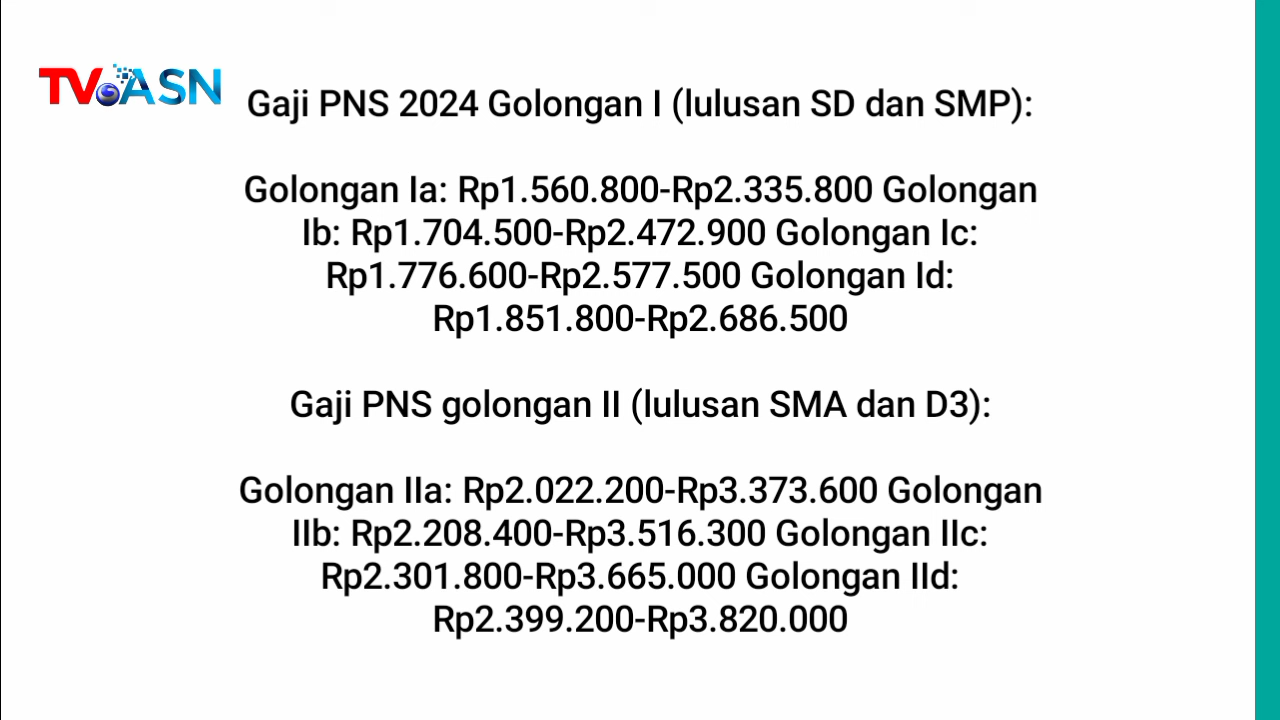 TV ASN
Gaji PNS 2024 Golongan I (lulusan SD dan SMP):
Golongan Ia: Rp1.560.800-Rp2.335.800 Golongan
Ib: Rp1.704.500-Rp2.472.900 Golongan Ic:
Rp1.776.600-Rp2.577.500 Golongan Id:
Rp1.851.800-Rp2.686.500
Gaji PNS golongan II (lulusan SMA dan D3):
Golongan IIa: Rp2.022.200-Rp3.373.600 Golongan
IIb: Rp2.208.400-Rp3.516.300 Golongan IIc:
Rp2.301.800-Rp3.665.000 Golongan IId:
Rp2.399.200-Rp3.820.000